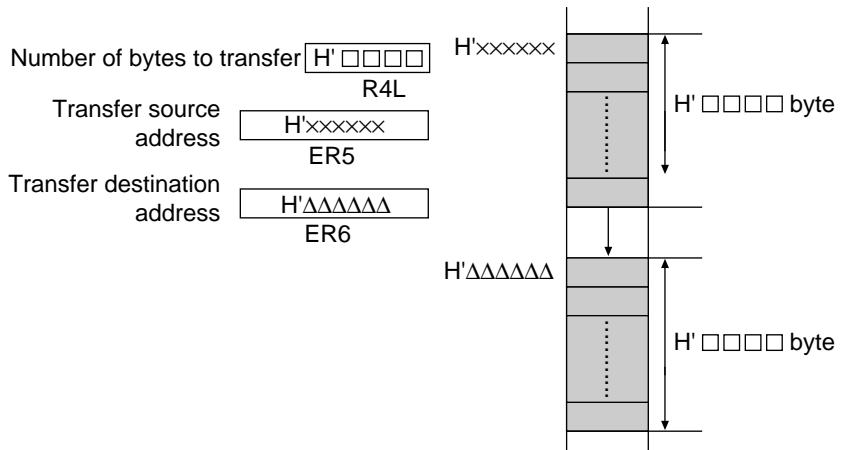 Number of bytes to transfer H' □□□□
R4L
Transfer source
address
H'××××××
ER5
Transfer destination
address
H'ΔΔΔΔΔΔ
ER6
H'××××××
H' □□□□ byte
H'ΔΔΔΔΔΔ
H' □□□□ byte